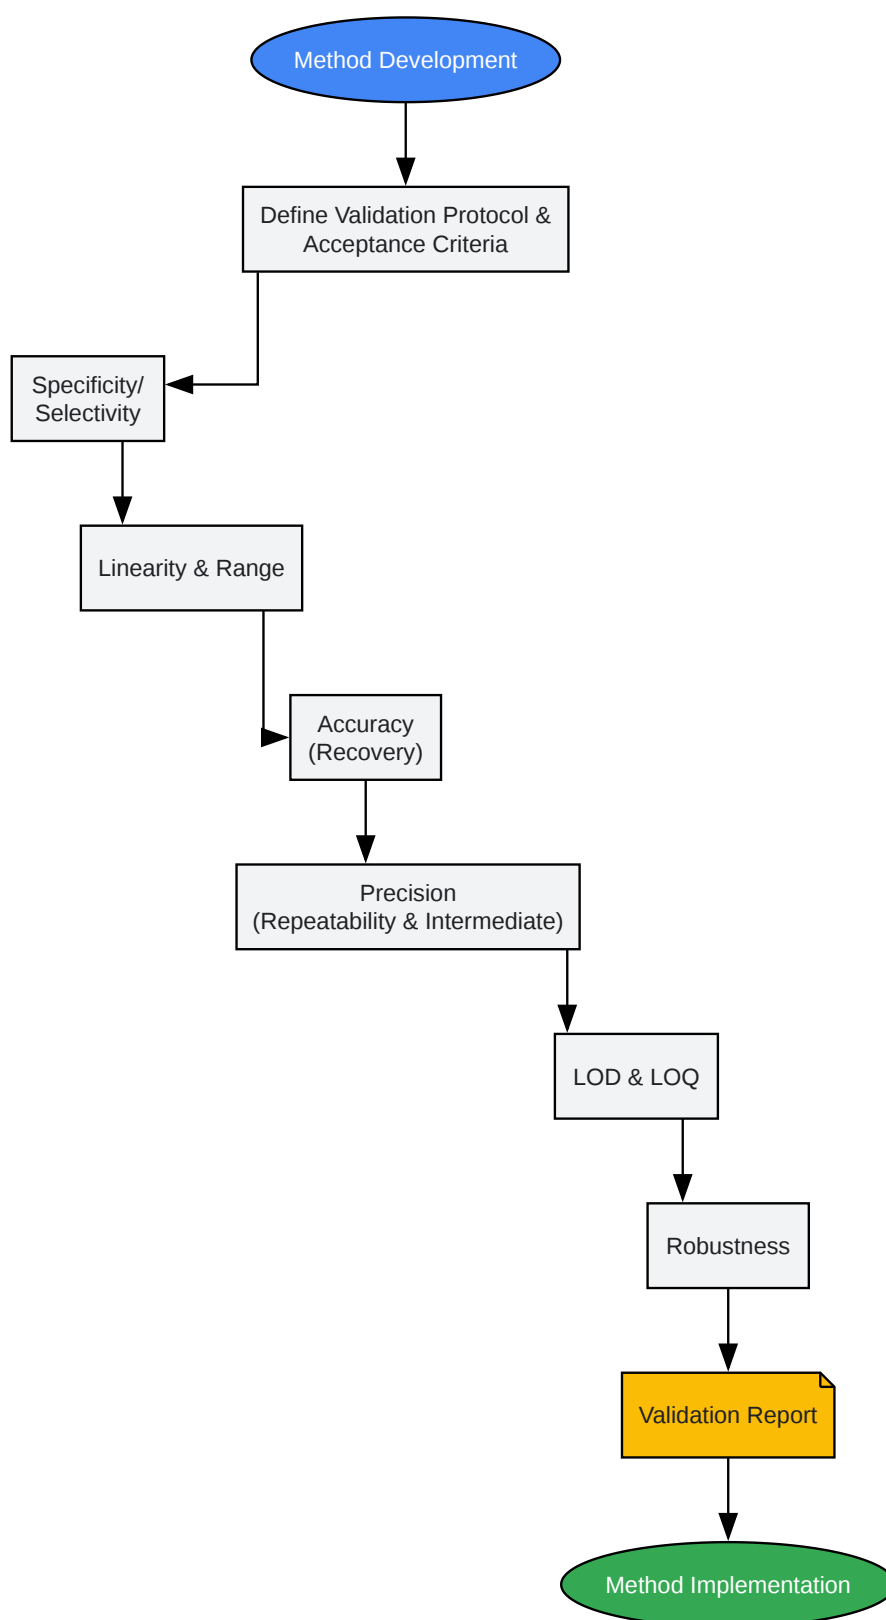 Method Development
Define Validation Protocol &
Acceptance Criteria
Specificity/
Selectivity
Linearity & Range
Accuracy
(Recovery)
Precision
(Repeatability & Intermediate)
LOD & LOQ
Robustness
Validation Report
Method Implementation